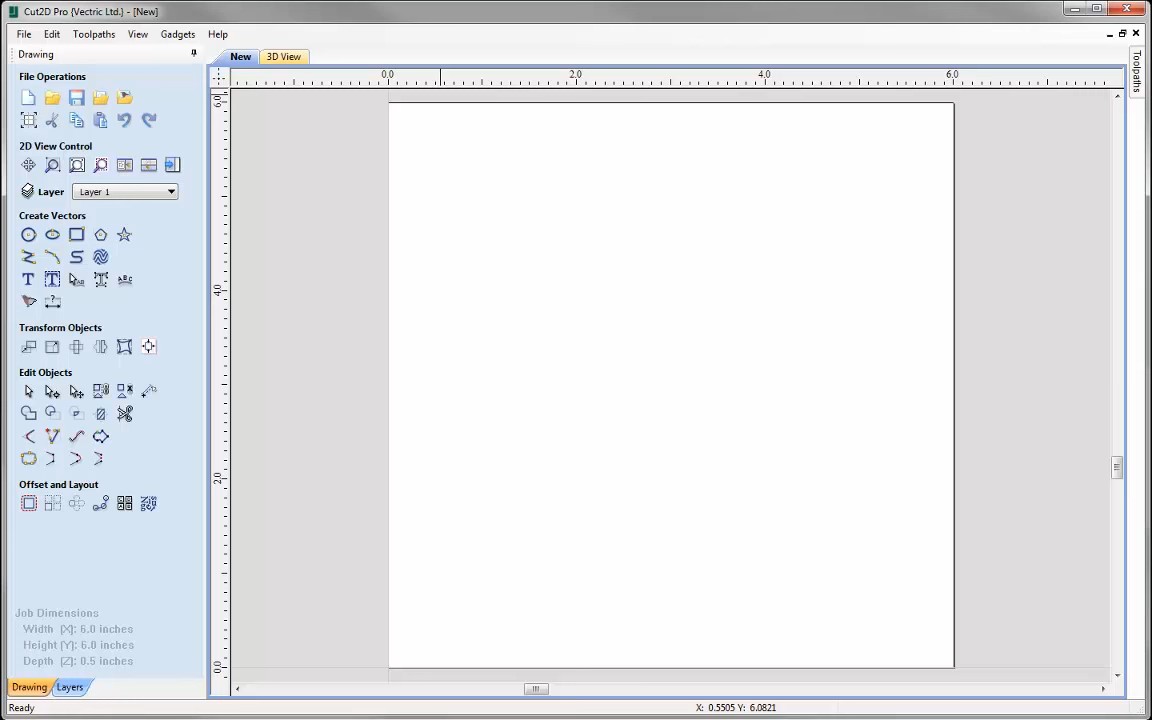 Cut2D Pro {Vectric Ltd.} - [New]
File Edit Toolpaths View Gadgets Help
Drawing
New 3D View
Toolpaths
0.0 2.0 4.0 6.0
6.0
4.0
2.0
0.0
File Operations
2D View Control
Layer Layer 1
Create Vectors
Transform Objects
Edit Objects
Offset and Layout
Job Dimensions
Width (X): 6.0 inches
Height (Y): 6.0 inches
Depth (Z): 0.5 inches
Drawing Layers
Ready X: 0.5505 Y: 6.0821